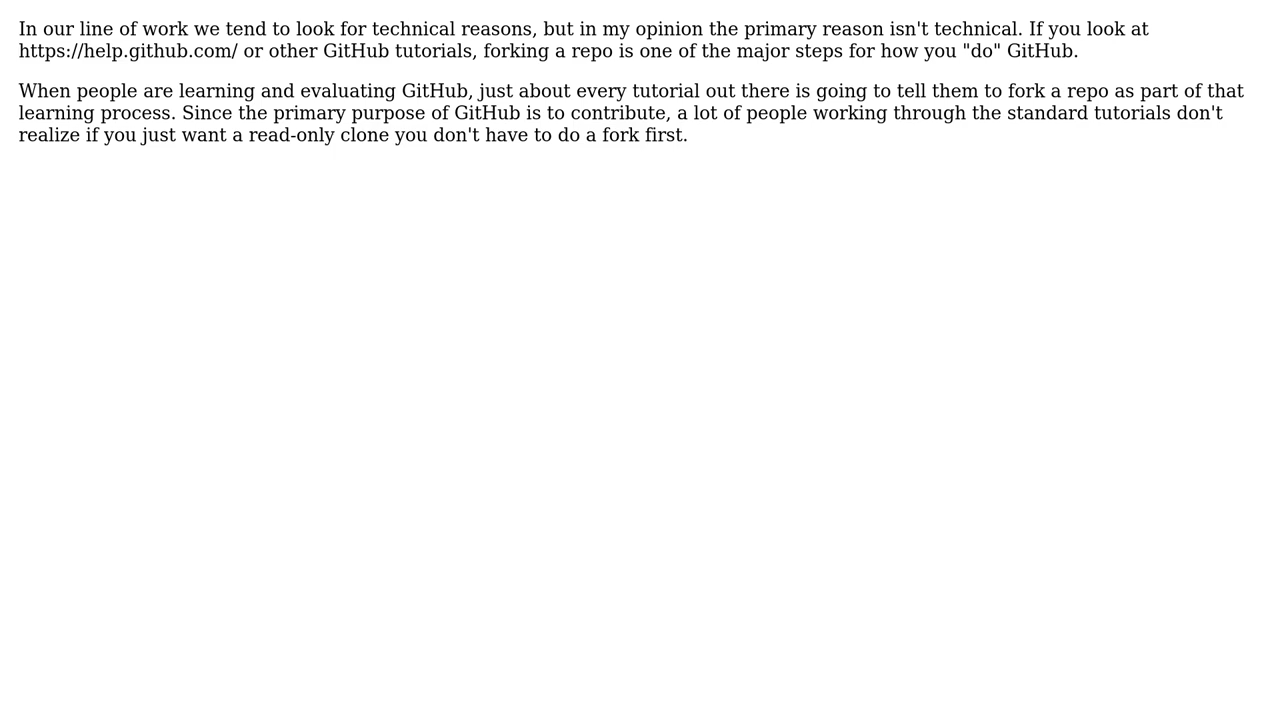 In our line of work we tend to look for technical reasons, but in my opinion the primary reason isn't technical. If you look at
https://help.github.com/ or other GitHub tutorials, forking a repo is one of the major steps for how you "do" GitHub.
When people are learning and evaluating GitHub, just about every tutorial out there is going to tell them to fork a repo as part of that
learning process. Since the primary purpose of GitHub is to contribute, a lot of people working through the standard tutorials don't
realize if you just want a read-only clone you don't have to do a fork first.